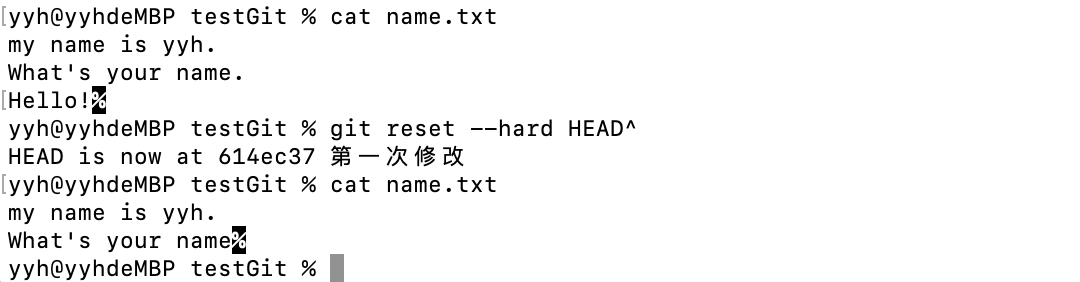 yyh@yyhdeMBP testGit % cat name.txt
my name is yyh.
What's your name.
Hello!%
yyh@yyhdeMBP testGit % git reset --hard HEAD^
HEAD is now at 614ec37 第一次修改
yyh@yyhdeMBP testGit % cat name.txt
my name is yyh.
What's your name%
yyh@yyhdeMBP testGit %